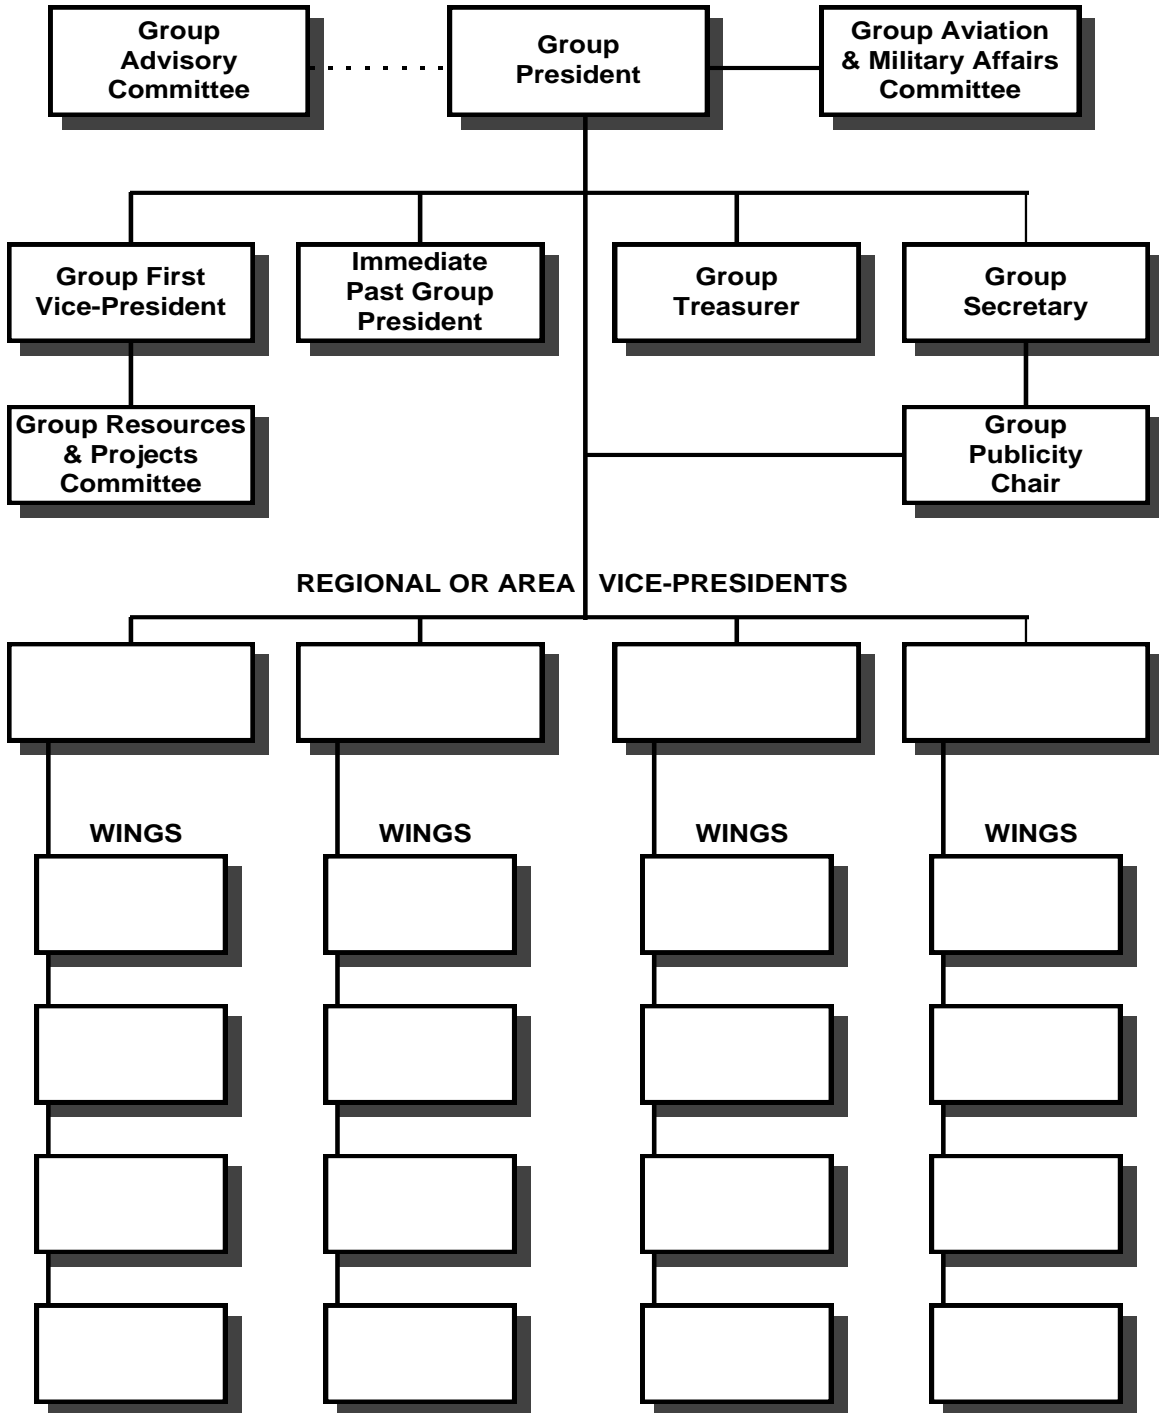 Group
Advisory
Committee
Group
President
Group Aviation
& Military Affairs
Committee
Group First
Vice-President
Immediate
Past Group
President
Group
Treasurer
Group
Secretary
Group Resources
& Projects
Committee
Group
Publicity
Chair
REGIONAL OR AREA VICE-PRESIDENTS
WINGS
WINGS
WINGS
WINGS